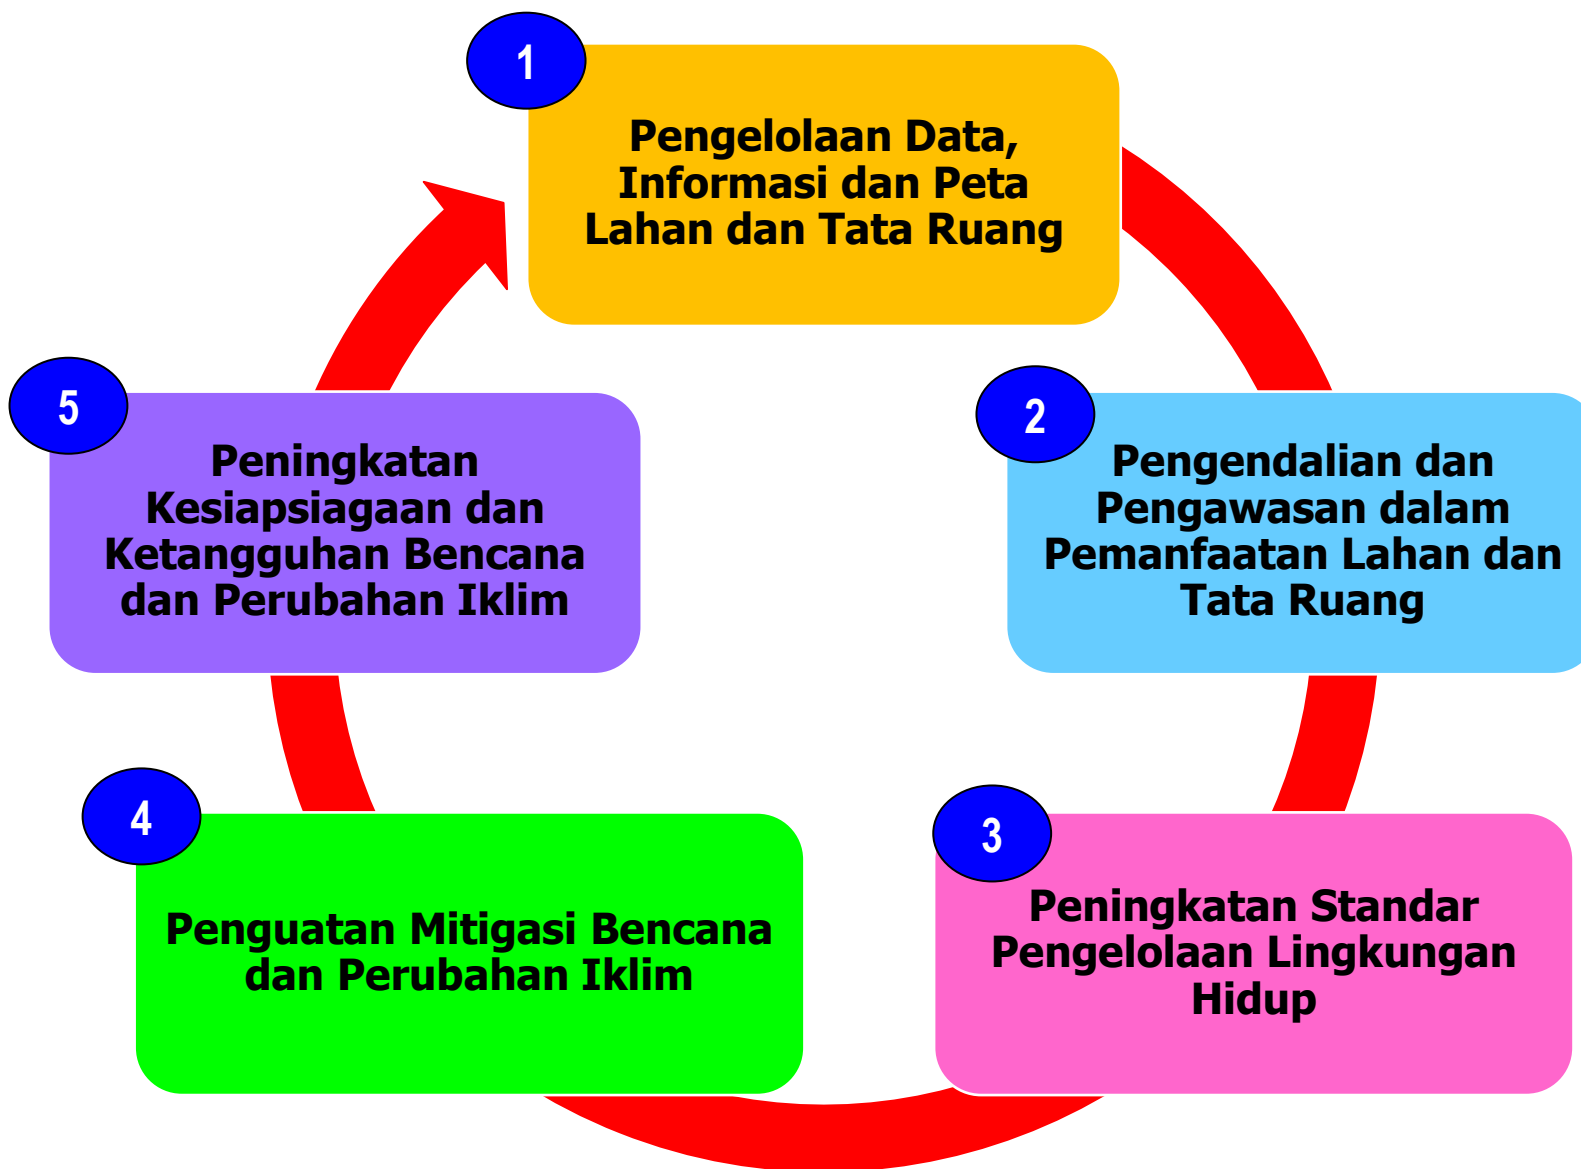 1
Pengelolaan Data,
Informasi dan Peta
Lahan dan Tata Ruang
2
Pengendalian dan
Pengawasan dalam
Pemanfaatan Lahan dan
Tata Ruang
3
Peningkatan Standar
Pengelolaan Lingkungan
Hidup
4
Penguatan Mitigasi Bencana
dan Perubahan Iklim
5
Peningkatan
Kesiapsiagaan dan
Ketangguhan Bencana
dan Perubahan Iklim